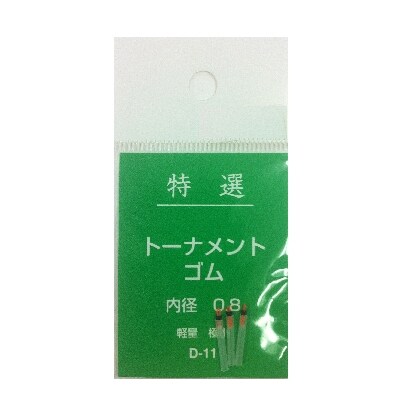 特 選
トーナメント
ゴム
内径 0.8
軽量
D-11